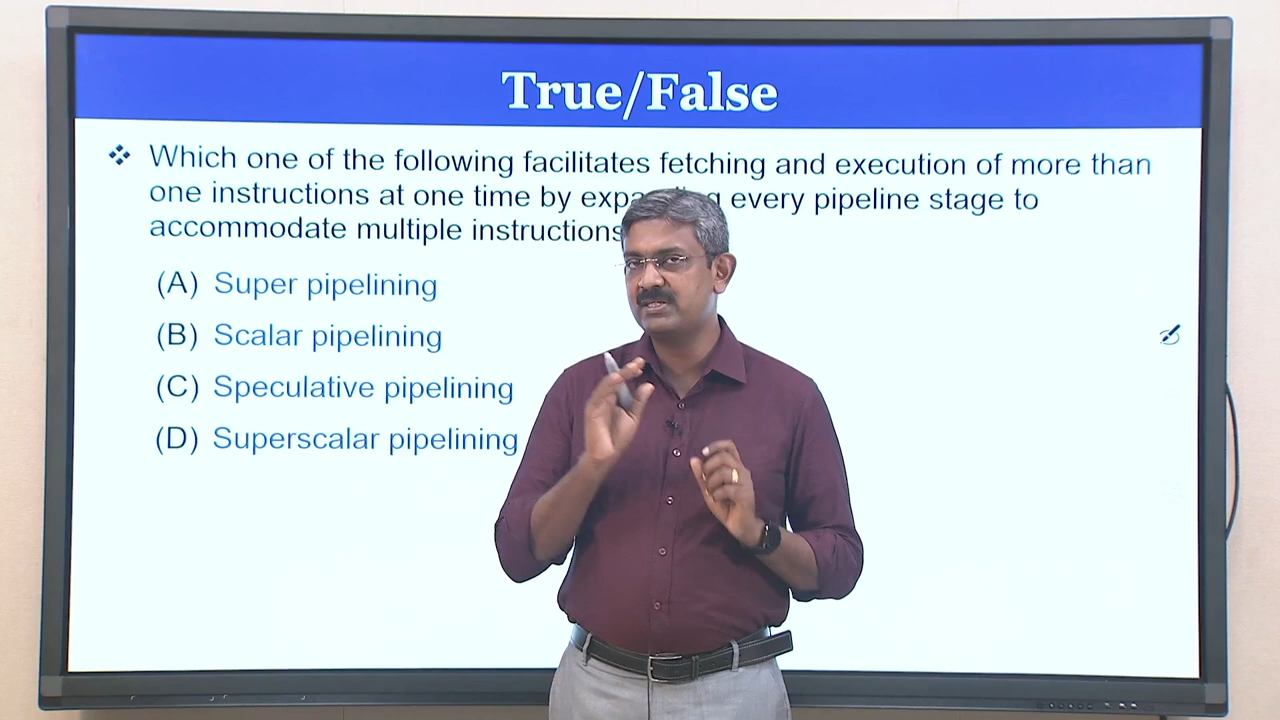 True/False
Which one of the following facilitates fetching and execution of more than
one instructions at one time by every pipeline stage to
accommodate multiple instructions
(A) Super pipelining
(B) Scalar pipelining
(C) Speculative pipelining
(D) Superscalar pipelining